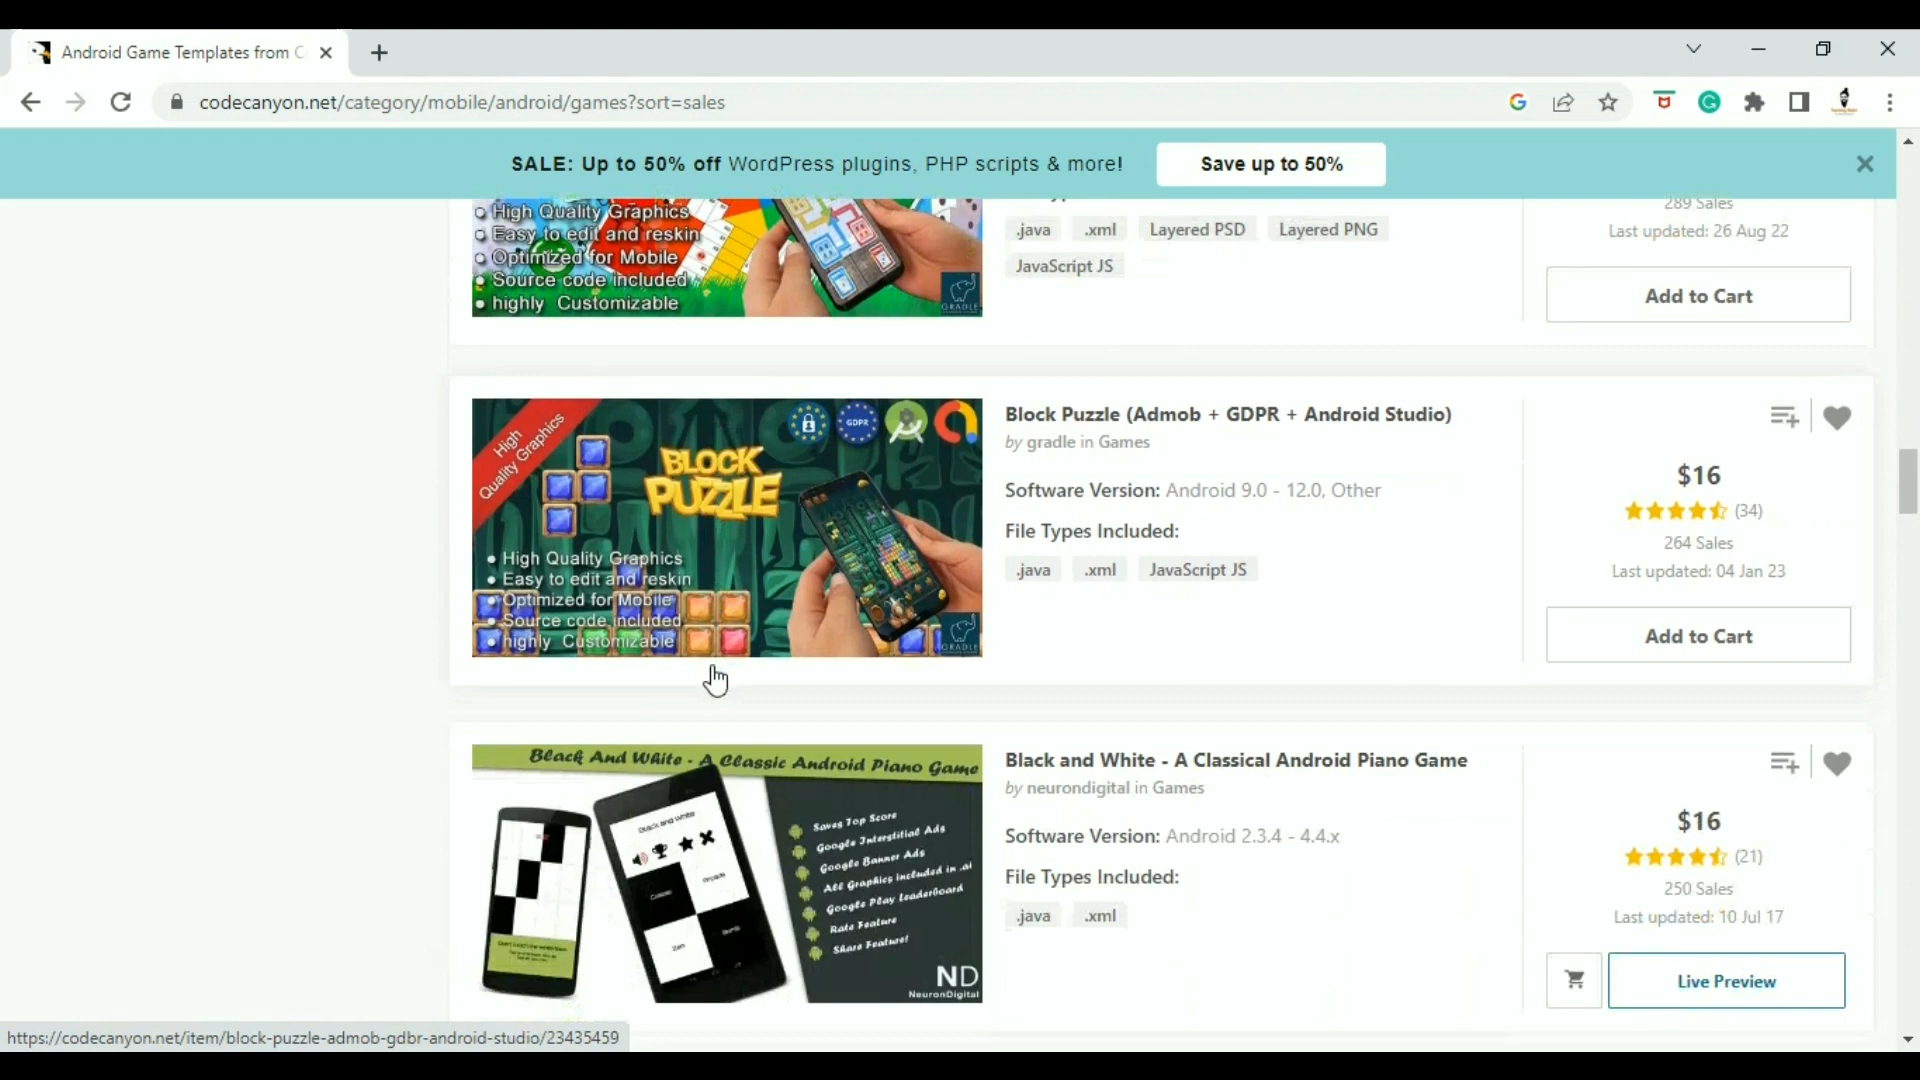 Android Game Templates from C
codecanyon.net/category/mobile/android/games?sort=sales
SALE: Up to 50% off WordPress plugins, PHP scripts & more!
Save up to 50%
High Quality Graphics
Easy to edit and reskin
Optimized for Mobile
Source code included
highly Customizable
GRADLE
.java .xml Layered PSD Layered PNG
JavaScript JS
289 Sales
Last updated: 26 Aug 22
Add to Cart
High
Quality Graphics
GDPR
BLOCK
PUZZLE
High Quality Graphics
Easy to edit and reskin
Optimized for Mobile
Source code included
highly Customizable
GRADLE
Block Puzzle (Admob + GDPR + Android Studio)
by gradle in Games
Software Version: Android 9.0 - 12.0, Other
File Types Included:
.java .xml JavaScript JS
$16
(34)
264 Sales
Last updated: 04 Jan 23
Add to Cart
Black And White - A Classic Android Piano Game
Black and White
Saves Top Score
Google Interstitial Ads
Google Banner Ads
All Graphics included in .ai
Google Play Leaderboard
Rate Feature
Share Feature!
ND
NeuronDigital
Black and White - A Classical Android Piano Game
by neurondigital in Games
Software Version: Android 2.3.4 - 4.4.x
File Types Included:
.java .xml
$16
(21)
250 Sales
Last updated: 10 Jul 17
Live Preview
https://codecanyon.net/item/block-puzzle-admob-gdbr-android-studio/23435459